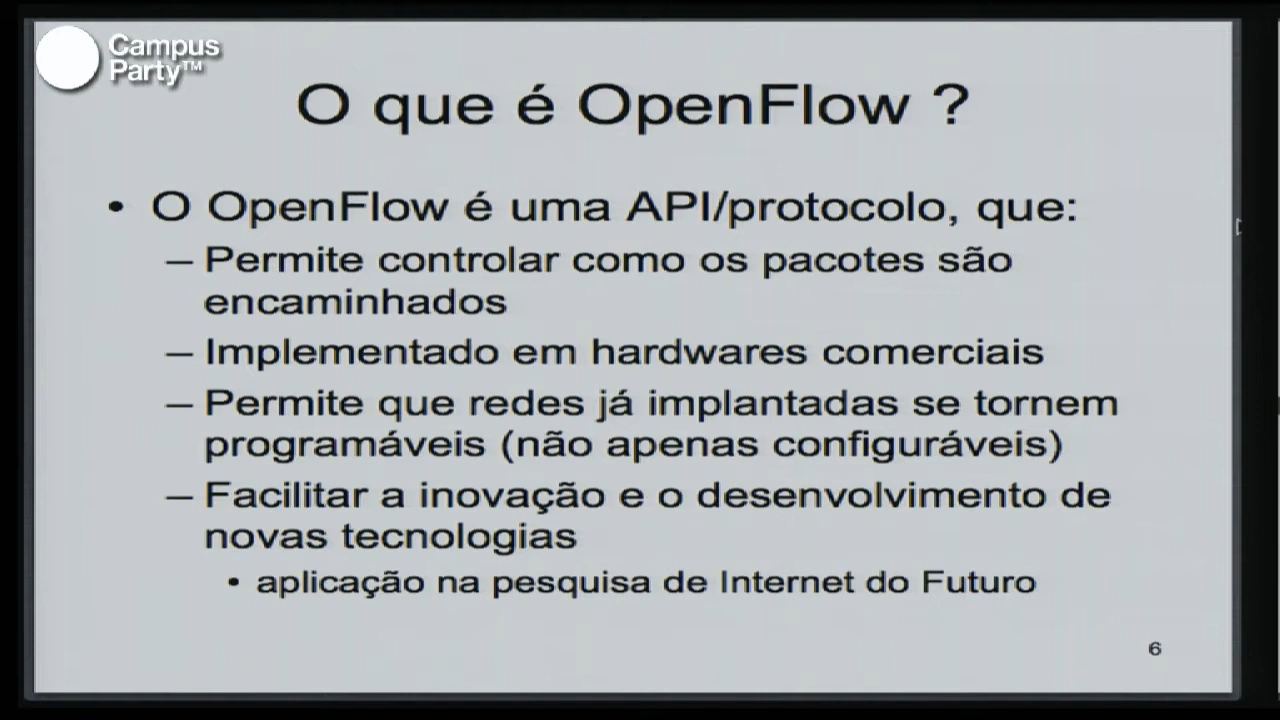 Campus
Party™
O que é OpenFlow ?
• O OpenFlow é uma API/protocolo, que:
– Permite controlar como os pacotes são
encaminhados
– Implementado em hardwares comerciais
– Permite que redes já implantadas se tornem
programáveis (não apenas configuráveis)
– Facilitar a inovação e o desenvolvimento de
novas tecnologias
• aplicação na pesquisa de Internet do Futuro
6